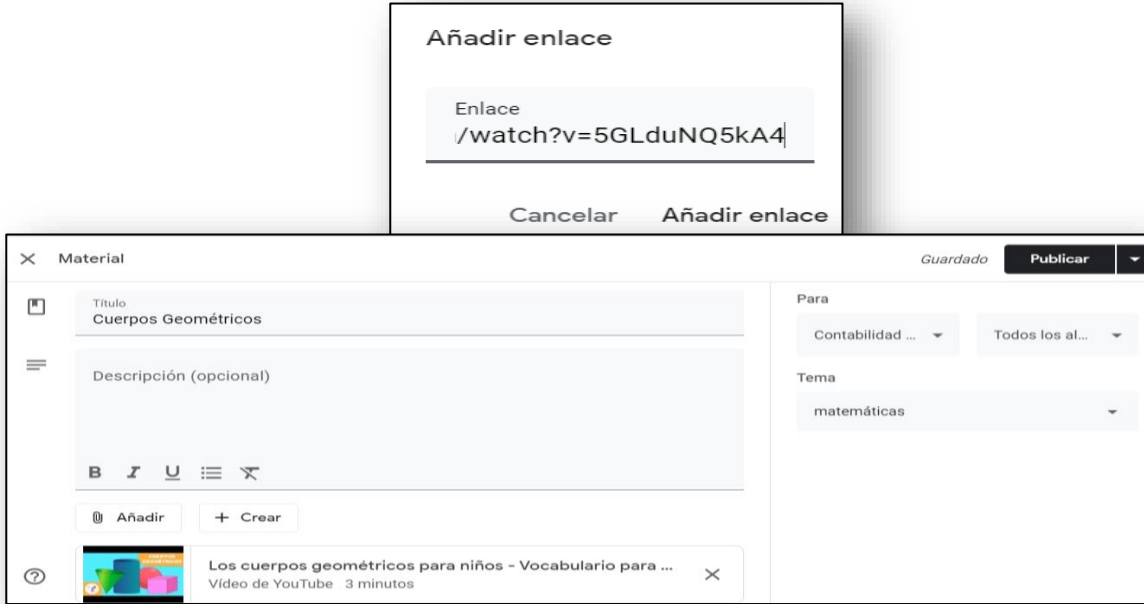 Añadir enlace
Enlace
/watch?v=5GLduNQ5kA4
Cancelar Añadir enlace
Material Guardado Publicar
Título
Cuerpos Geométricos
Descripción (opcional)
B I U
Añadir + Crear
Los cuerpos geométricos para niños - Vocabulario para ...
Vídeo de YouTube 3 minutos
Para
Contabilidad ... Todos los al...
Tema
matemáticas